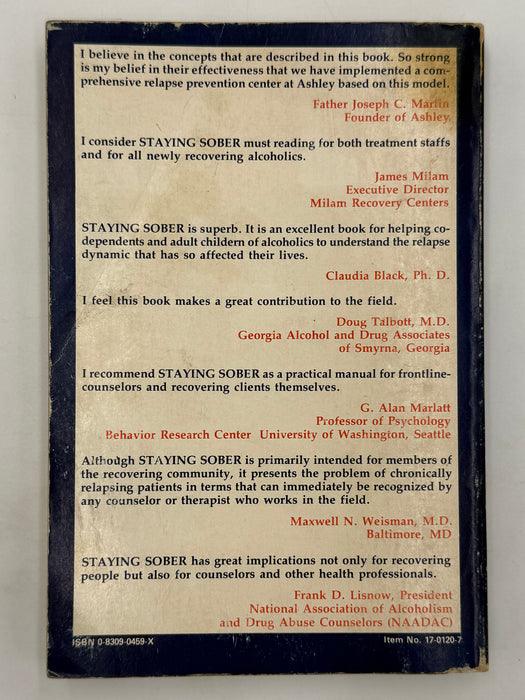 I believe in the concepts that are described in this book. So strong
is my belief in their effectiveness that we have implemented a com-
prehensive relapse prevention center at Ashley based on this model.
Father Joseph C. Martin
Founder of Ashley
I consider STAYING SOBER must reading for both treatment staffs
and for all newly recovering alcoholics.
James Milam
Executive Director
Milam Recovery Centers
STAYING SOBER is superb. It is an excellent book for helping co-
dependents and adult childern of alcoholics to understand the relapse
dynamic that has so affected their lives.
Claudia Black, Ph. D.
I feel this book makes a great contribution to the field.
Doug Talbott, M.D.
Georgia Alcohol and Drug Associates
of Smyrna, Georgia
I recommend STAYING SOBER as a practical manual for frontline-
counselors and recovering clients themselves.
G. Alan Marlatt
Professor of Psychology
Behavior Research Center University of Washington, Seattle
Although STAYING SOBER is primarily intended for members of
the recovering community, it presents the problem of chronically
relapsing patients in terms that can immediately be recognized by
any counselor or therapist who works in the field.
Maxwell N. Weisman, M.D.
Baltimore, MD
STAYING SOBER has great implications not only for recovering
people but also for counselors and other health professionals.
Frank D. Lisnow, President
National Association of Alcoholism
and Drug Abuse Counselors (NAADAC)
ISBN 0-8309-0459-X
Item No. 17-0120-7